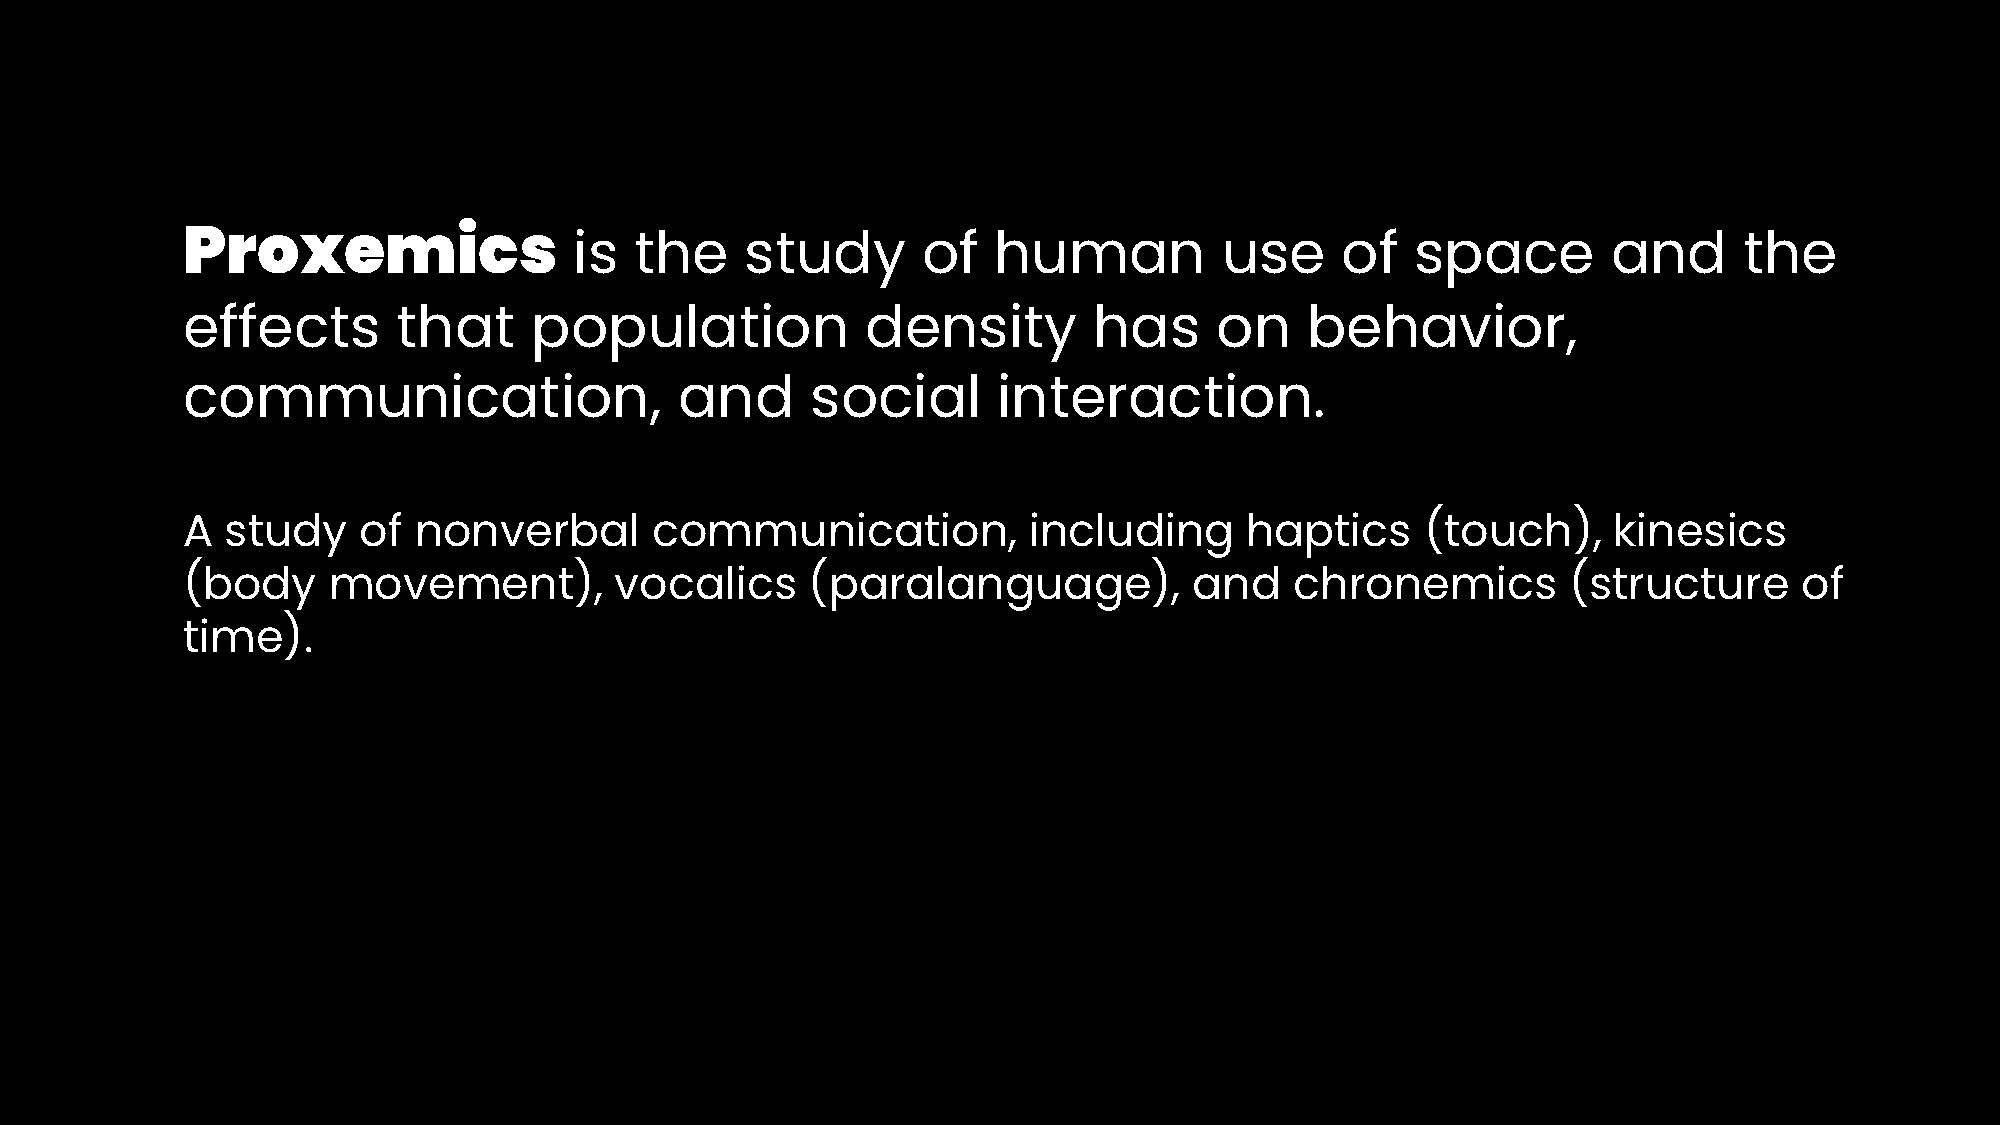 Proxemics is the study of human use of space and the
effects that population density has on behavior,
communication, and social interaction.
A study of nonverbal communication, including haptics (touch), kinesics
(body movement), vocalics (paralanguage), and chronemics (structure of
time).